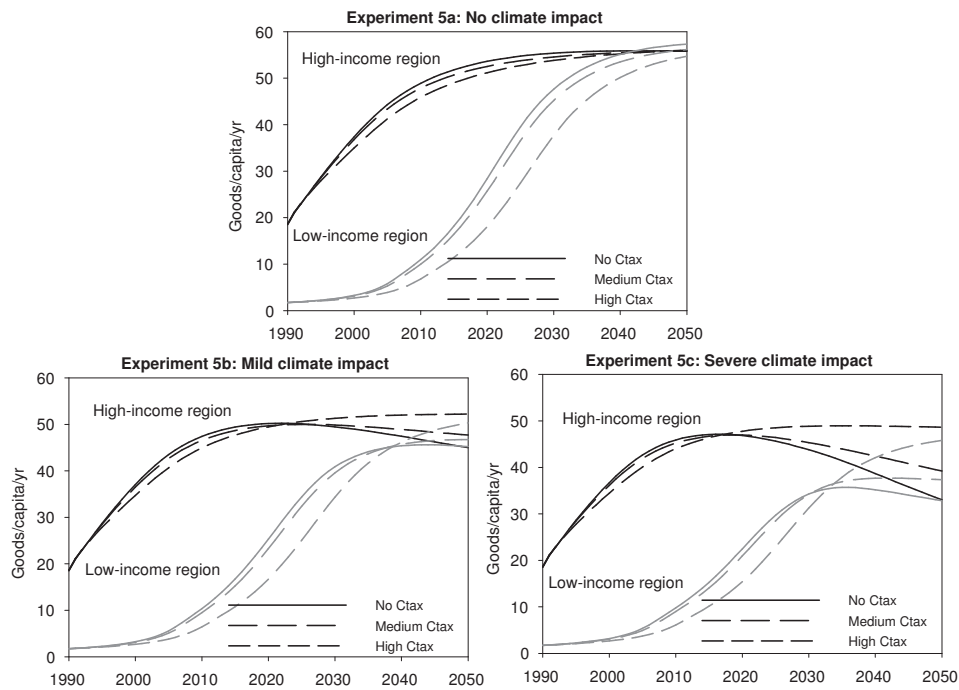 Experiment 5a: No climate impact
60
50
40
30
20
10
0
Goods/capita/yr
High-income region
Low-income region
No Ctax
Medium Ctax
High Ctax
1990 2000 2010 2020 2030 2040 2050
Experiment 5b: Mild climate impact
60
50
40
30
20
10
0
Goods/capita/yr
High-income region
Low-income region
No Ctax
Medium Ctax
High Ctax
1990 2000 2010 2020 2030 2040 2050
Experiment 5c: Severe climate impact
60
50
40
30
20
10
0
Goods/capita/yr
High-income region
Low-income region
No Ctax
Medium Ctax
High Ctax
1990 2000 2010 2020 2030 2040 2050